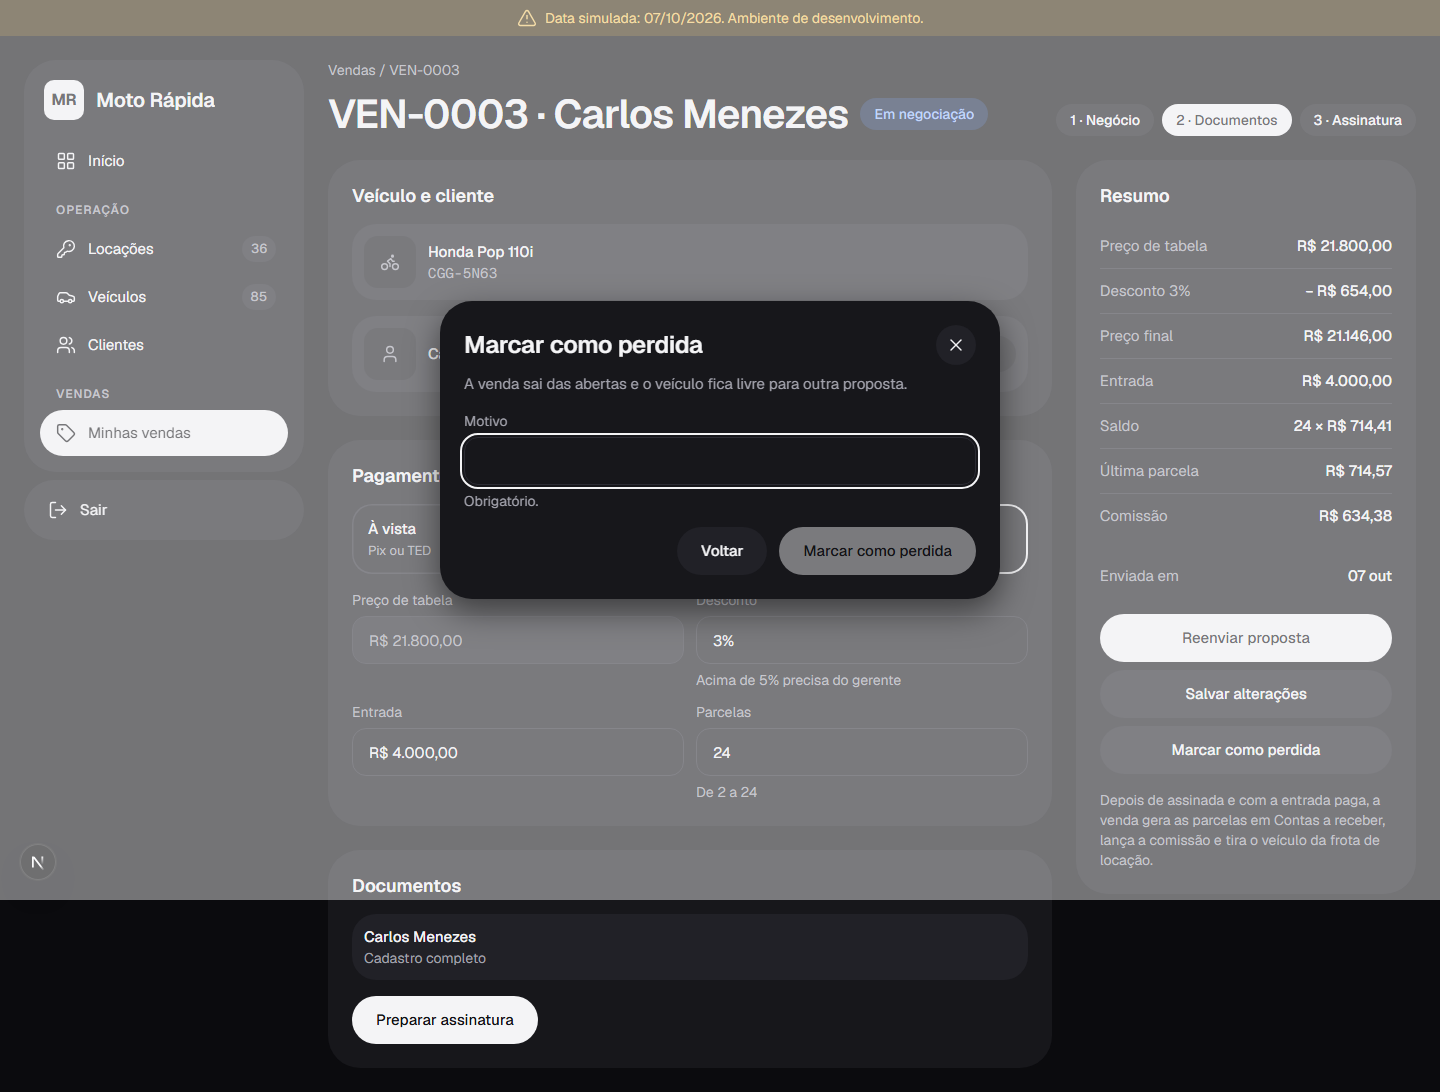 Data simulada: 07/10/2026. Ambiente de desenvolvimento.
MR
Moto Rápida
Início
OPERAÇÃO
Locações
36
Veículos
85
Clientes
VENDAS
Minhas vendas
Sair
Vendas / VEN-0003
VEN-0003 · Carlos Menezes
Em negociação
1 · Negócio
2 · Documentos
3 · Assinatura
Veículo e cliente
Honda Pop 110i
CGG-5N63
Marcar como perdida
A venda sai das abertas e o veículo fica livre para outra proposta.
Motivo
Obrigatório.
Voltar
Marcar como perdida
À vista
Pix ou TED
Preço de tabela
R$ 21.800,00
Desconto
3%
Acima de 5% precisa do gerente
Entrada
R$ 4.000,00
Parcelas
24
De 2 a 24
Documentos
Carlos Menezes
Cadastro completo
Preparar assinatura
Resumo
Preço de tabela
R$ 21.800,00
Desconto 3%
− R$ 654,00
Preço final
R$ 21.146,00
Entrada
R$ 4.000,00
Saldo
24 × R$ 714,41
Última parcela
R$ 714,57
Comissão
R$ 634,38
Enviada em
07 out
Reenviar proposta
Salvar alterações
Marcar como perdida
Depois de assinada e com a entrada paga, a
venda gera as parcelas em Contas a receber,
lança a comissão e tira o veículo da frota de
locação.